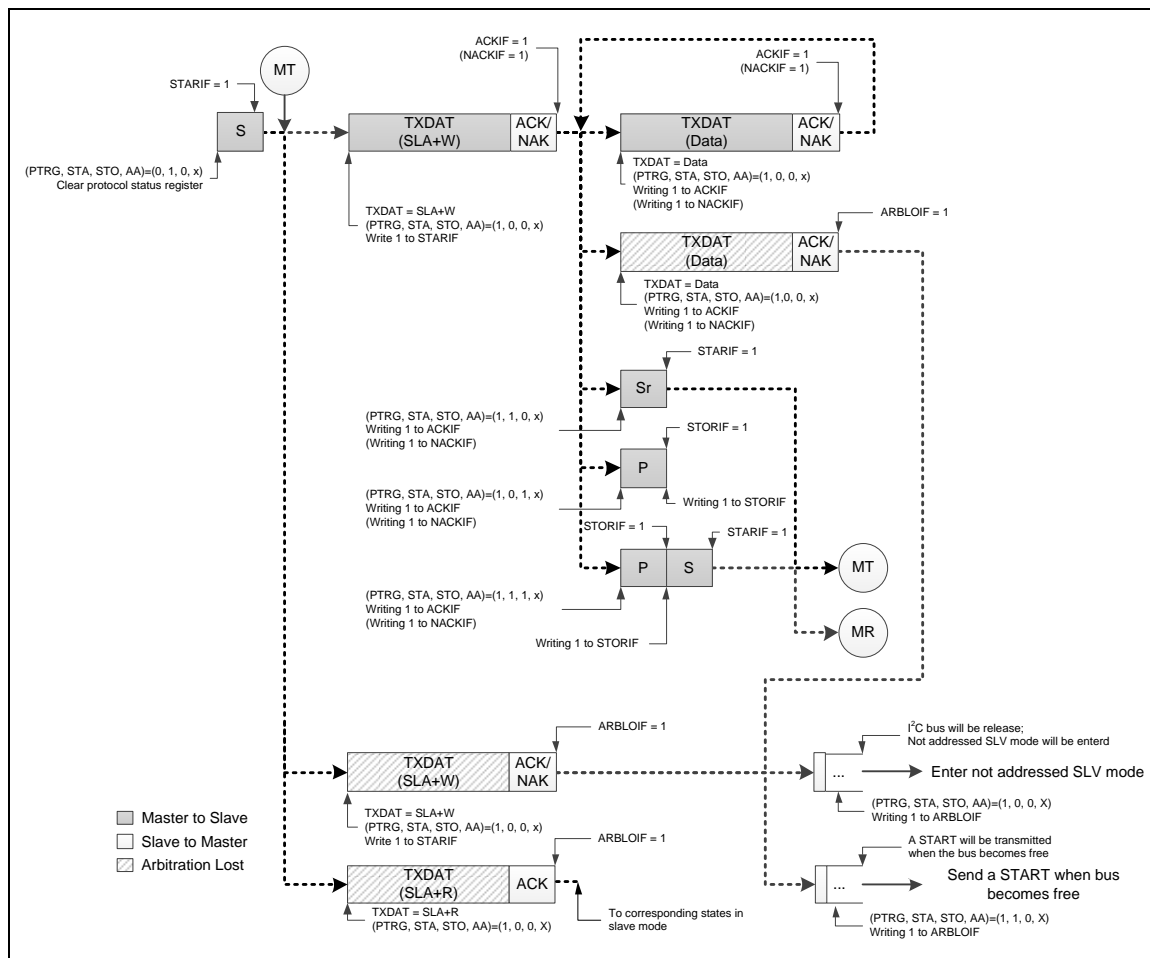 ACKIF = 1
(NACKIF = 1)
ACKIF = 1
(NACKIF = 1)
STARIF = 1
MT
S
TXDAT
(SLA+W)
ACK/
NAK
TXDAT
(Data)
ACK/
NAK
(PTRG, STA, STO, AA)=(0, 1, 0, x)
Clear protocol status register
TXDAT = SLA+W
(PTRG, STA, STO, AA)=(1, 0, 0, x)
Write 1 to STARIF
TXDAT = Data
(PTRG, STA, STO, AA)=(1, 0, 0, x)
Writing 1 to ACKIF
(Writing 1 to NACKIF)
ARBLOIF = 1
TXDAT
(Data)
ACK/
NAK
TXDAT = Data
(PTRG, STA, STO, AA)=(1,0, 0, x)
Writing 1 to ACKIF
(Writing 1 to NACKIF)
STARIF = 1
Sr
(PTRG, STA, STO, AA)=(1, 1, 0, x)
Writing 1 to ACKIF
(Writing 1 to NACKIF)
STORIF = 1
P
(PTRG, STA, STO, AA)=(1, 0, 1, x)
Writing 1 to ACKIF
(Writing 1 to NACKIF)
Writing 1 to STORIF
STORIF = 1
STARIF = 1
P
S
MT
(PTRG, STA, STO, AA)=(1, 1, 1, x)
Writing 1 to ACKIF
(Writing 1 to NACKIF)
Writing 1 to STORIF
MR
ARBLOIF = 1
TXDAT
(SLA+W)
ACK/
NAK
TXDAT = SLA+W
(PTRG, STA, STO, AA)=(1, 0, 0, x)
Write 1 to STARIF
I²C bus will be release;
Not addressed SLV mode will be enterd
...
Enter not addressed SLV mode
(PTRG, STA, STO, AA)=(1, 0, 0, X)
Writing 1 to ARBLOIF
Master to Slave
Slave to Master
Arbitration Lost
ARBLOIF = 1
TXDAT
(SLA+R)
ACK
TXDAT = SLA+R
(PTRG, STA, STO, AA)=(1, 0, 0, X)
To corresponding states in
slave mode
A START will be transmitted
when the bus becomes free
...
Send a START when bus
becomes free
(PTRG, STA, STO, AA)=(1, 1, 0, X)
Writing 1 to ARBLOIF